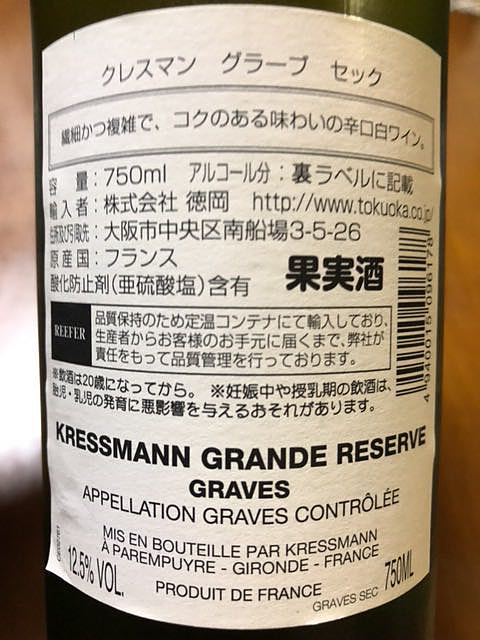 クレスマン グラーブ セック
繊細かつ複雑で、コクのある味わいの辛口白ワイン。
容量:750ml アルコール分:裏ラベルに記載
輸入者:株式会社 徳岡 http://www.tokuoka.co.jp/
住所及び引取先:大阪市中央区南船場3-5-26
原産国:フランス
酸化防止剤(亜硫酸塩)含有 果実酒
REEFER
品質保持のため定温コンテナにて輸入しており、
生産者からお客様のお手元に届くまで、弊社が
責任をもって品質管理を行っております。
4940015096178
※飲酒は20歳になってから。 ※妊娠中や授乳期の飲酒は、
胎児・乳児の発育に悪影響を与えるおそれがあります。
KRESSMANN GRANDE RESERVE
GRAVES
APPELLATION GRAVES CONTRÔLÉE
MIS EN BOUTEILLE PAR KRESSMANN
À PAREMPUYRE - GIRONDE - FRANCE
12.5% VOL.
PRODUIT DE FRANCE
750ML
GRAVES SEC